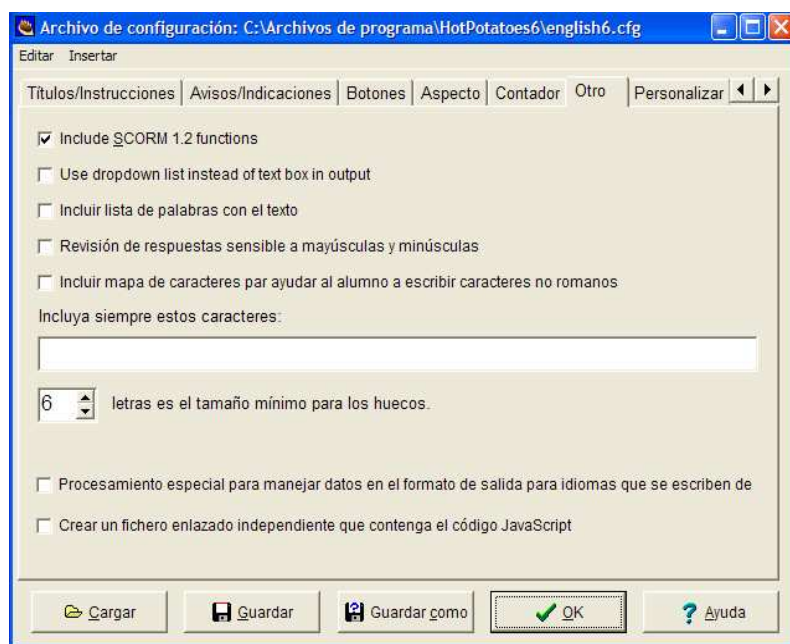 Archivo de configuración: C:\Archivos de programa\HotPotatoes6\english6.cfg
Editar Insertar
Títulos/Instrucciones Avisos/Indicaciones Botones Aspecto Contador Otro Personalizar
Include SCORM 1.2 functions
Use dropdown list instead of text box in output
Incluir lista de palabras con el texto
Revisión de respuestas sensible a mayúsculas y minúsculas
Incluir mapa de caracteres par ayudar al alumno a escribir caracteres no romanos
Incluya siempre estos caracteres:
6 letras es el tamaño mínimo para los huecos.
Procesamiento especial para manejar datos en el formato de salida para idiomas que se escriben de
Crear un fichero enlazado independiente que contenga el código JavaScript
Cargar Guardar Guardar como OK Ayuda